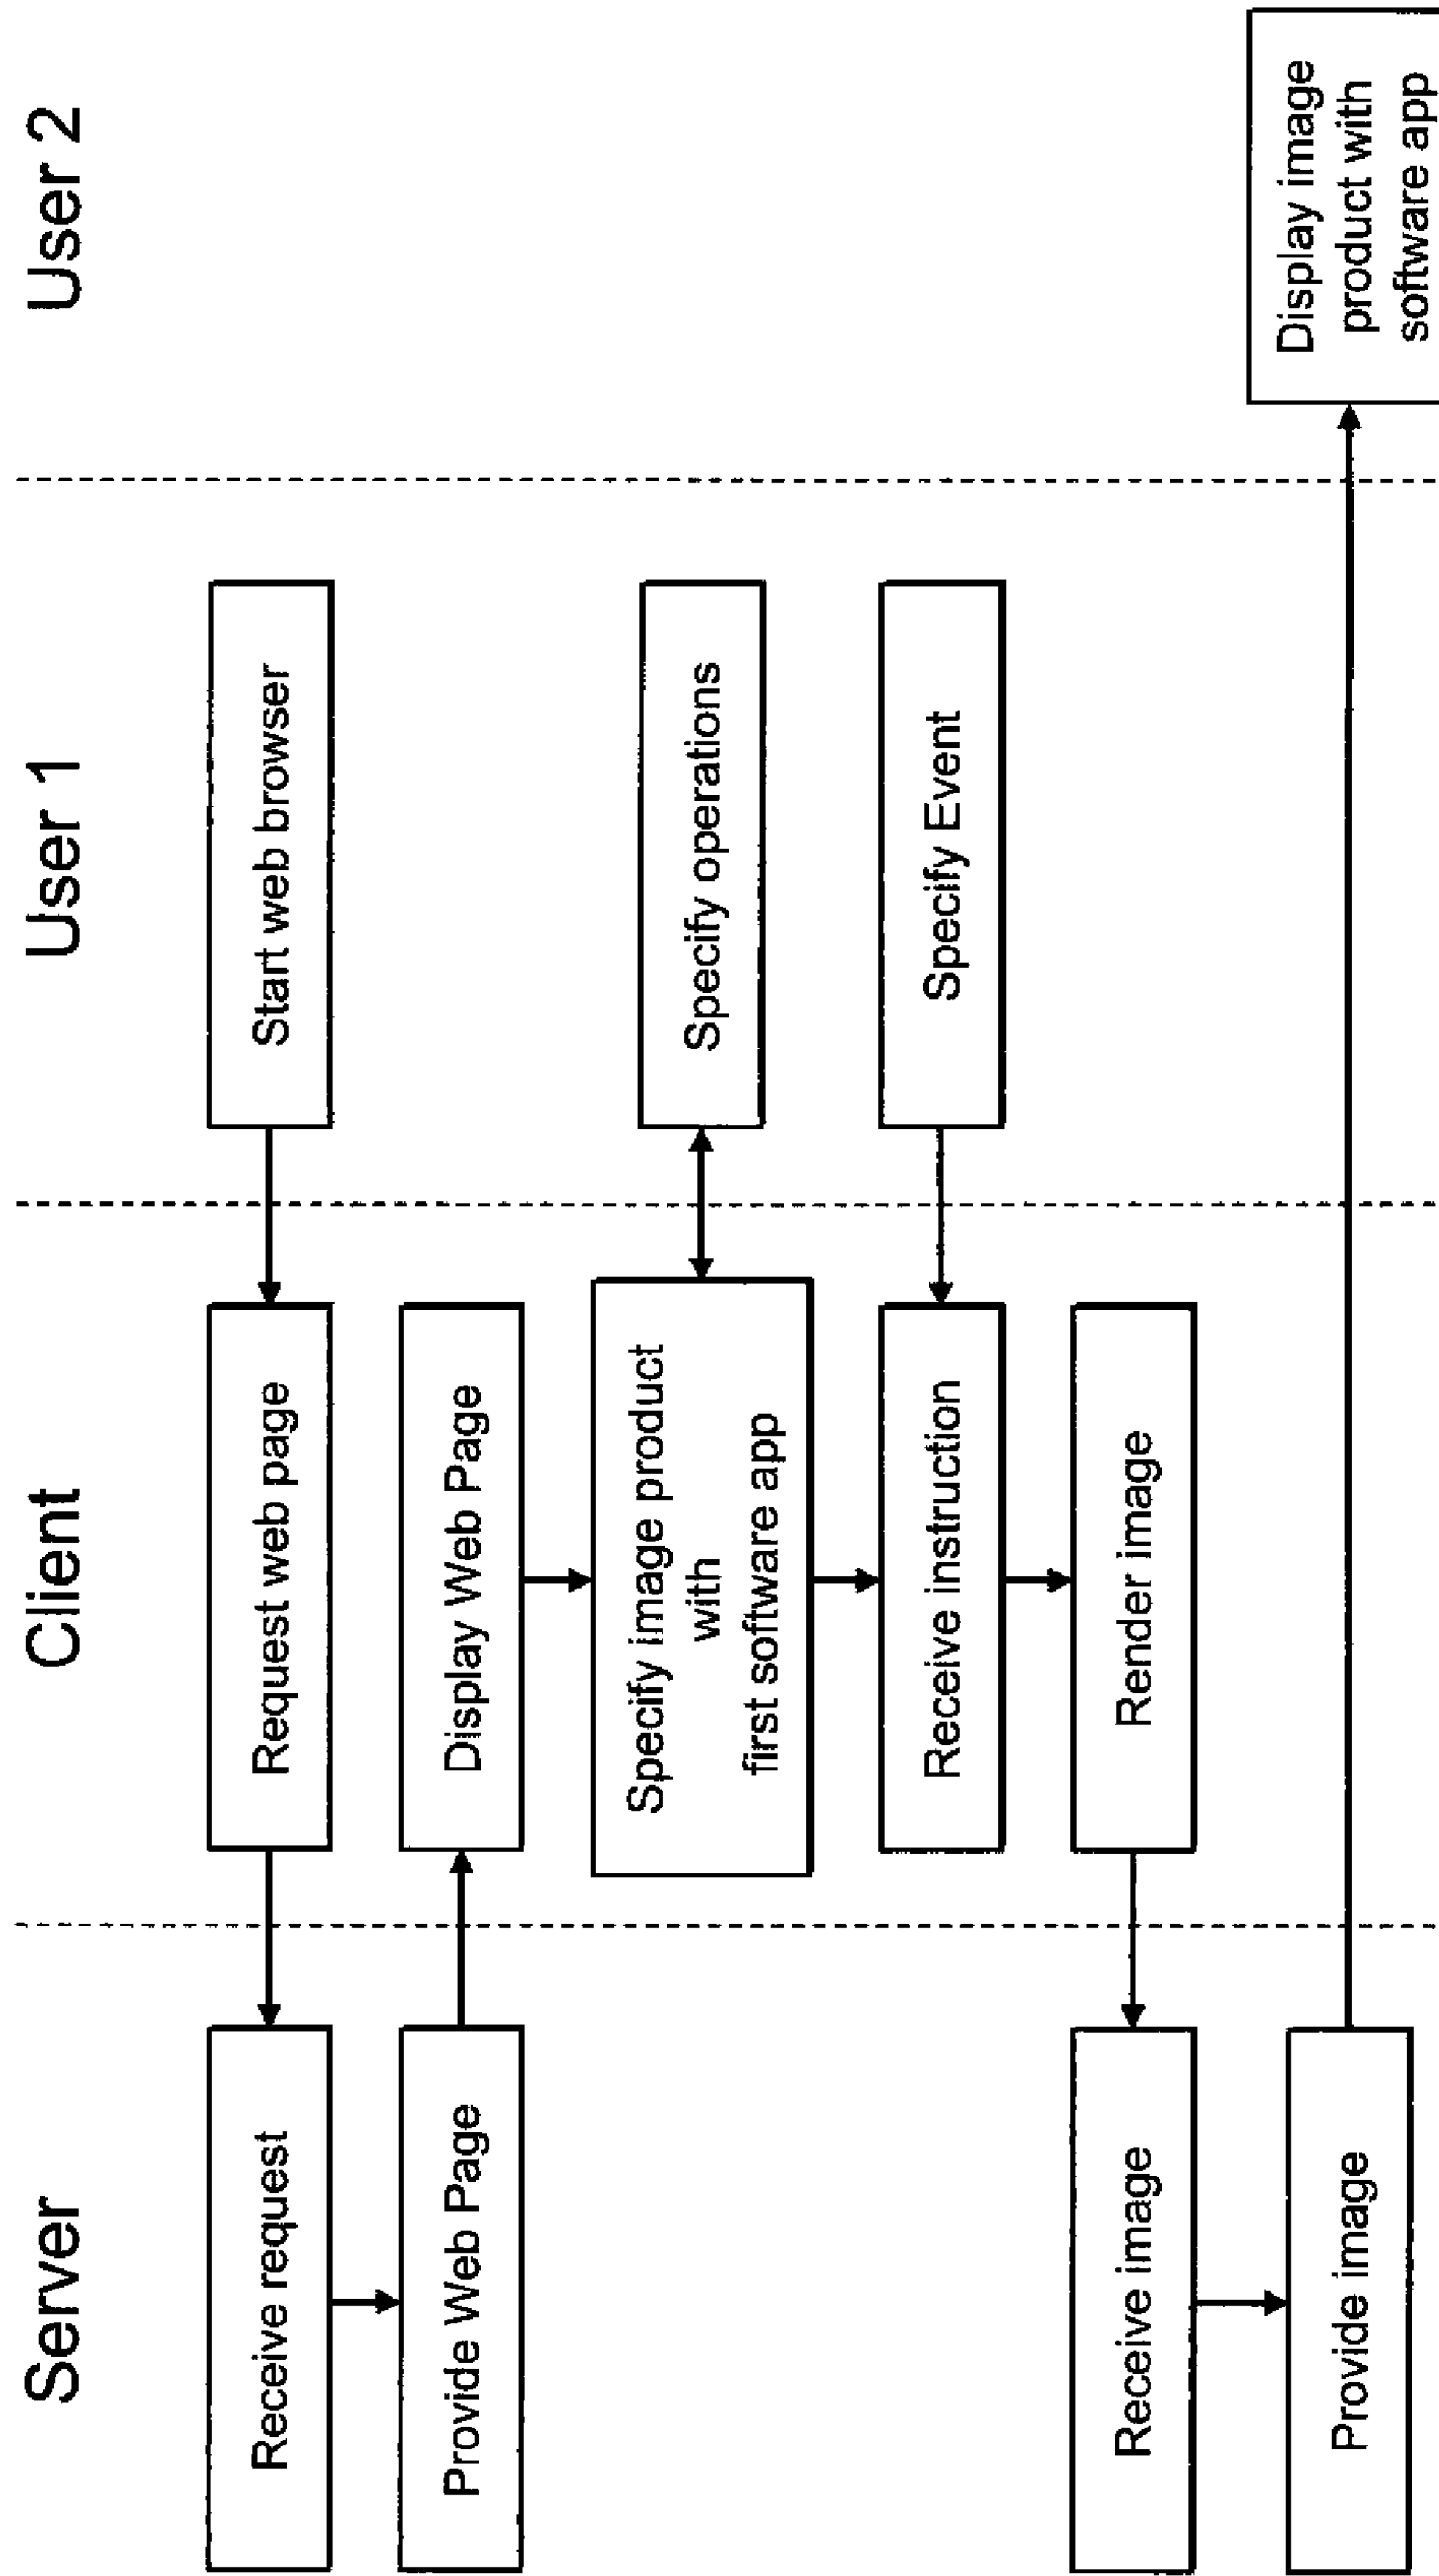 Server
Client
User 1
User 2
Receive request
Request web page
Start web browser
Provide Web Page
Display Web Page
Specify image product
with
first software app
Specify operations
Receive instruction
Specify Event
Receive image
Render image
Provide image
Display image
product with
software app